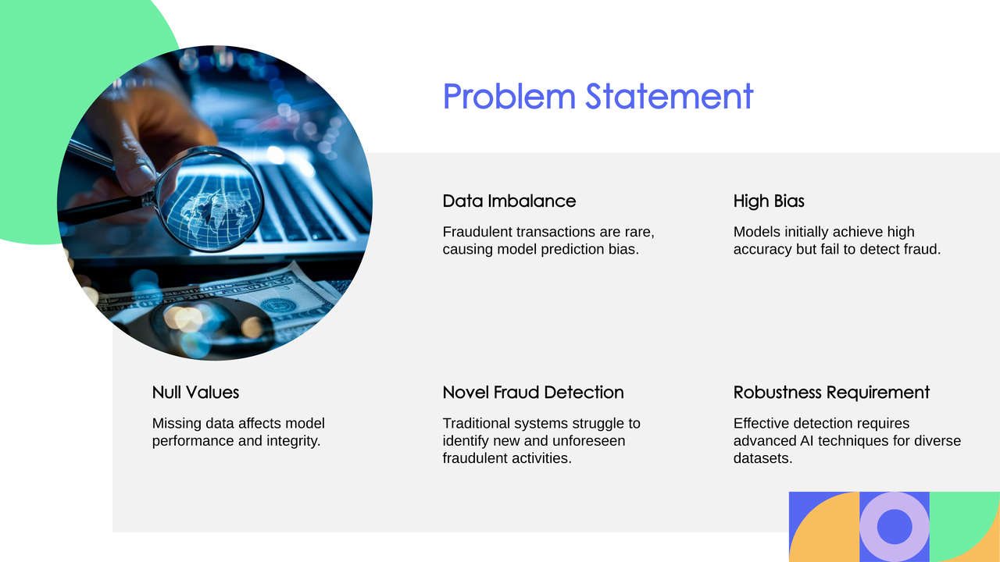 Problem Statement
Data Imbalance
Fraudulent transactions are rare,
causing model prediction bias.
High Bias
Models initially achieve high
accuracy but fail to detect fraud.
Null Values
Missing data affects model
performance and integrity.
Novel Fraud Detection
Traditional systems struggle to
identify new and unforeseen
fraudulent activities.
Robustness Requirement
Effective detection requires
advanced AI techniques for diverse
datasets.